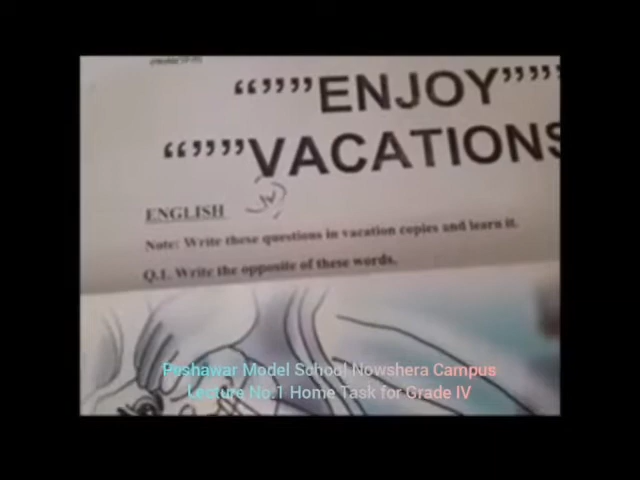 “”””ENJOY””””
“””””VACATIONS
ENGLISH IV
Note: Write these questions in vacation copies and learn it.
Q.1. Write the opposite of these words.
Peshawar Model School Nowshera Campus
Lecture No:1 Home Task for Grade IV